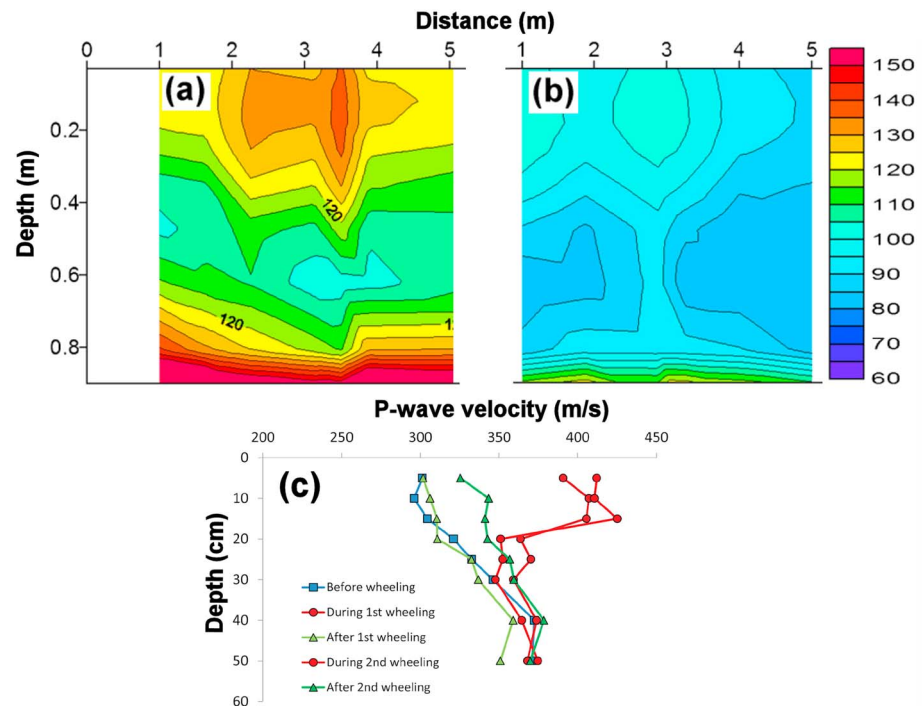 Distance (m)
0 1 2 3 4 5 1 2 3 4 5
(a) (b)
Depth (m)
0.2
0.4
0.6
0.8
120
120
1
150
140
130
120
110
100
90
80
70
60
P-wave velocity (m/s)
200 250 300 350 400 450
(c)
Depth (cm)
0
10
20
30
40
50
60
Before wheeling
During 1st wheeling
After 1st wheeling
During 2nd wheeling
After 2nd wheeling